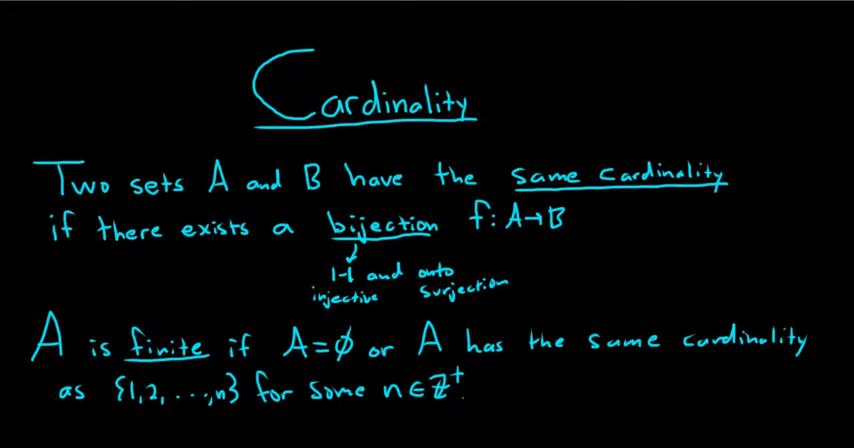 Cardinality
Two sets A and B have the same cardinality
if there exists a bijection f: A→B
1-1 and onto
injective surjection
A is finite if A=∅ or A has the same cardinality
as {1,2, ...,n} for some n∈ℤ⁺.